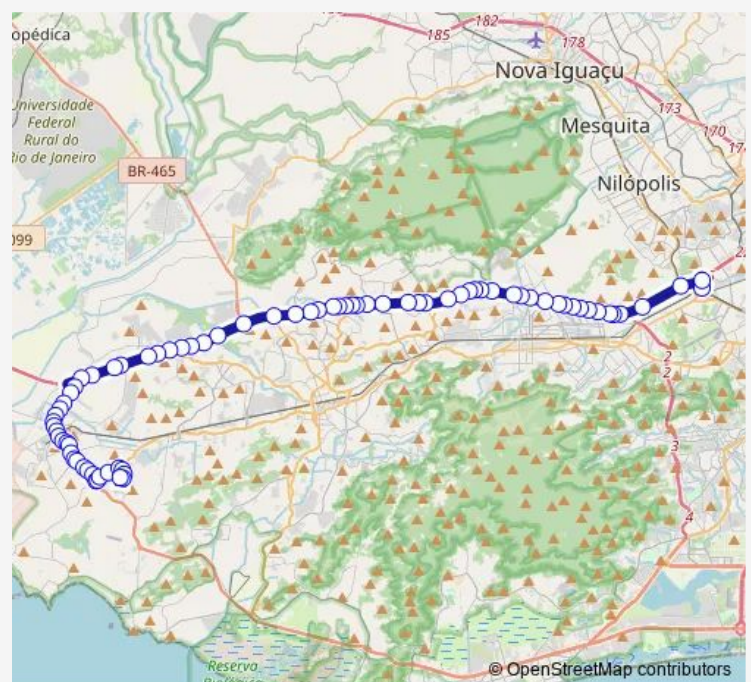 182
185
178
opédica
Nova Iguaçu
173
Universidade
Federal
Rural do
Rio de Janeiro
Mesquita
170
BR-465
Nilópolis
099
2
2
3
4
Reserva
© OpenStreetMap contributors